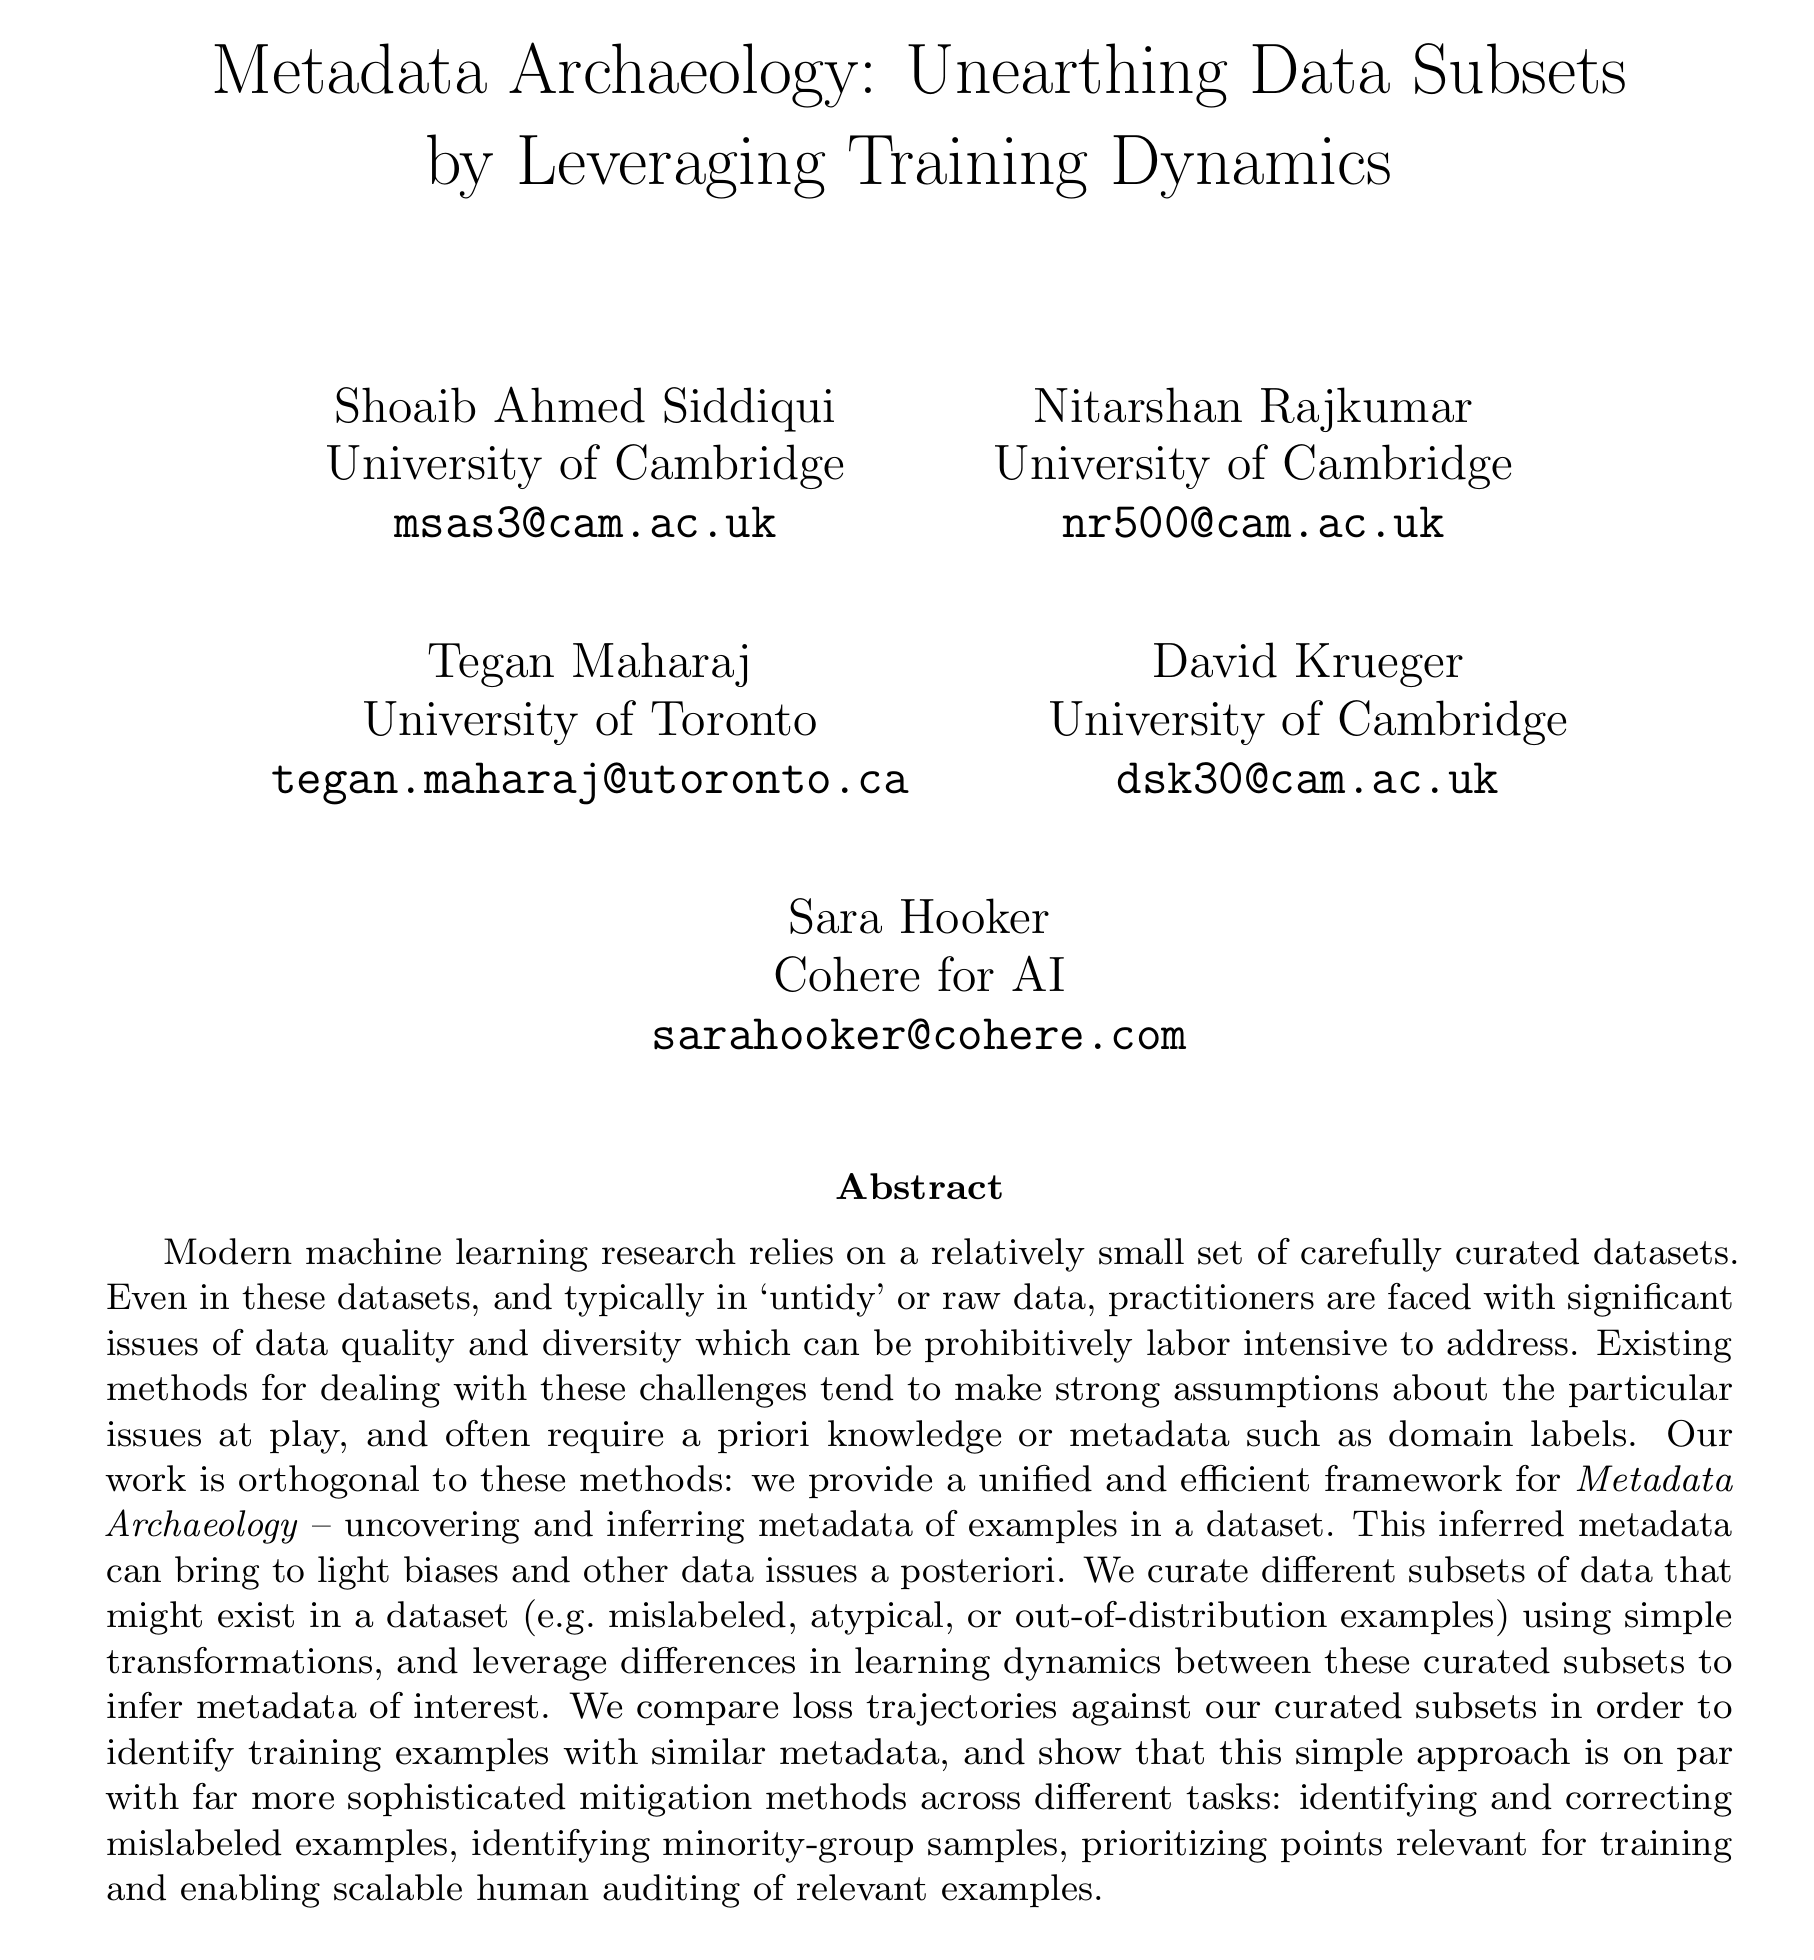 Metadata Archaeology: Unearthing Data Subsets
by Leveraging Training Dynamics
Shoaib Ahmed Siddiqui
University of Cambridge
msas3@cam.ac.uk
Nitarshan Rajkumar
University of Cambridge
nr500@cam.ac.uk
Tegan Maharaj
University of Toronto
tegan.maharaj@utoronto.ca
David Krueger
University of Cambridge
dsk30@cam.ac.uk
Sara Hooker
Cohere for AI
sarahooker@cohere.com
Abstract
Modern machine learning research relies on a relatively small set of carefully curated datasets.
Even in these datasets, and typically in ‘untidy’ or raw data, practitioners are faced with significant
issues of data quality and diversity which can be prohibitively labor intensive to address. Existing
methods for dealing with these challenges tend to make strong assumptions about the particular
issues at play, and often require a priori knowledge or metadata such as domain labels. Our
work is orthogonal to these methods: we provide a unified and efficient framework for Metadata
Archaeology – uncovering and inferring metadata of examples in a dataset. This inferred metadata
can bring to light biases and other data issues a posteriori. We curate different subsets of data that
might exist in a dataset (e.g. mislabeled, atypical, or out-of-distribution examples) using simple
transformations, and leverage differences in learning dynamics between these curated subsets to
infer metadata of interest. We compare loss trajectories against our curated subsets in order to
identify training examples with similar metadata, and show that this simple approach is on par
with far more sophisticated mitigation methods across different tasks: identifying and correcting
mislabeled examples, identifying minority-group samples, prioritizing points relevant for training
and enabling scalable human auditing of relevant examples.